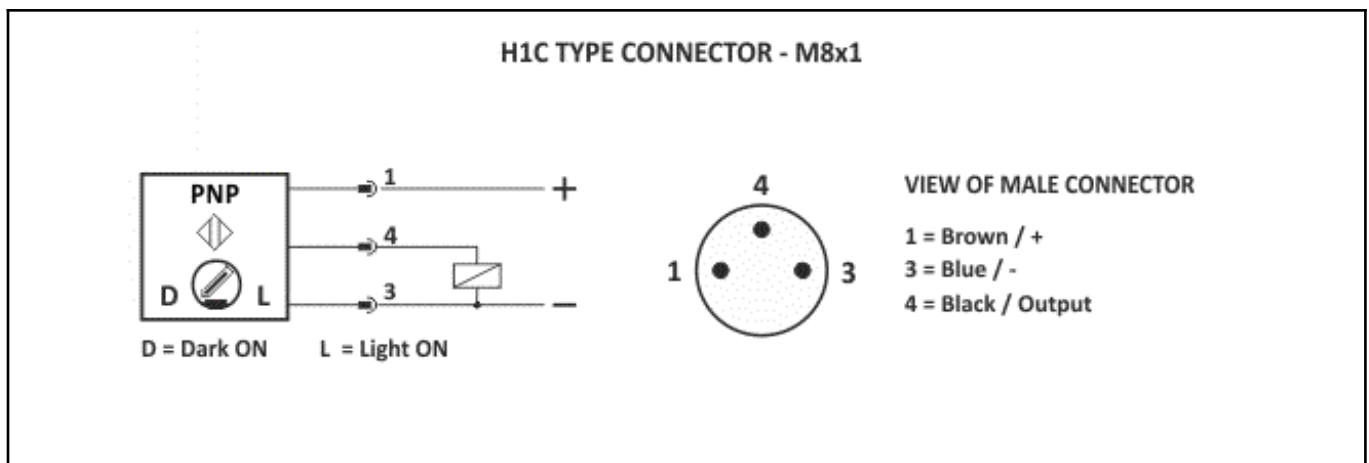 H1C TYPE CONNECTOR - M8x1
PNP
D L
1
+
4
3
−
D = Dark ON L = Light ON
4
1 3
VIEW OF MALE CONNECTOR
1 = Brown / +
3 = Blue / -
4 = Black / Output